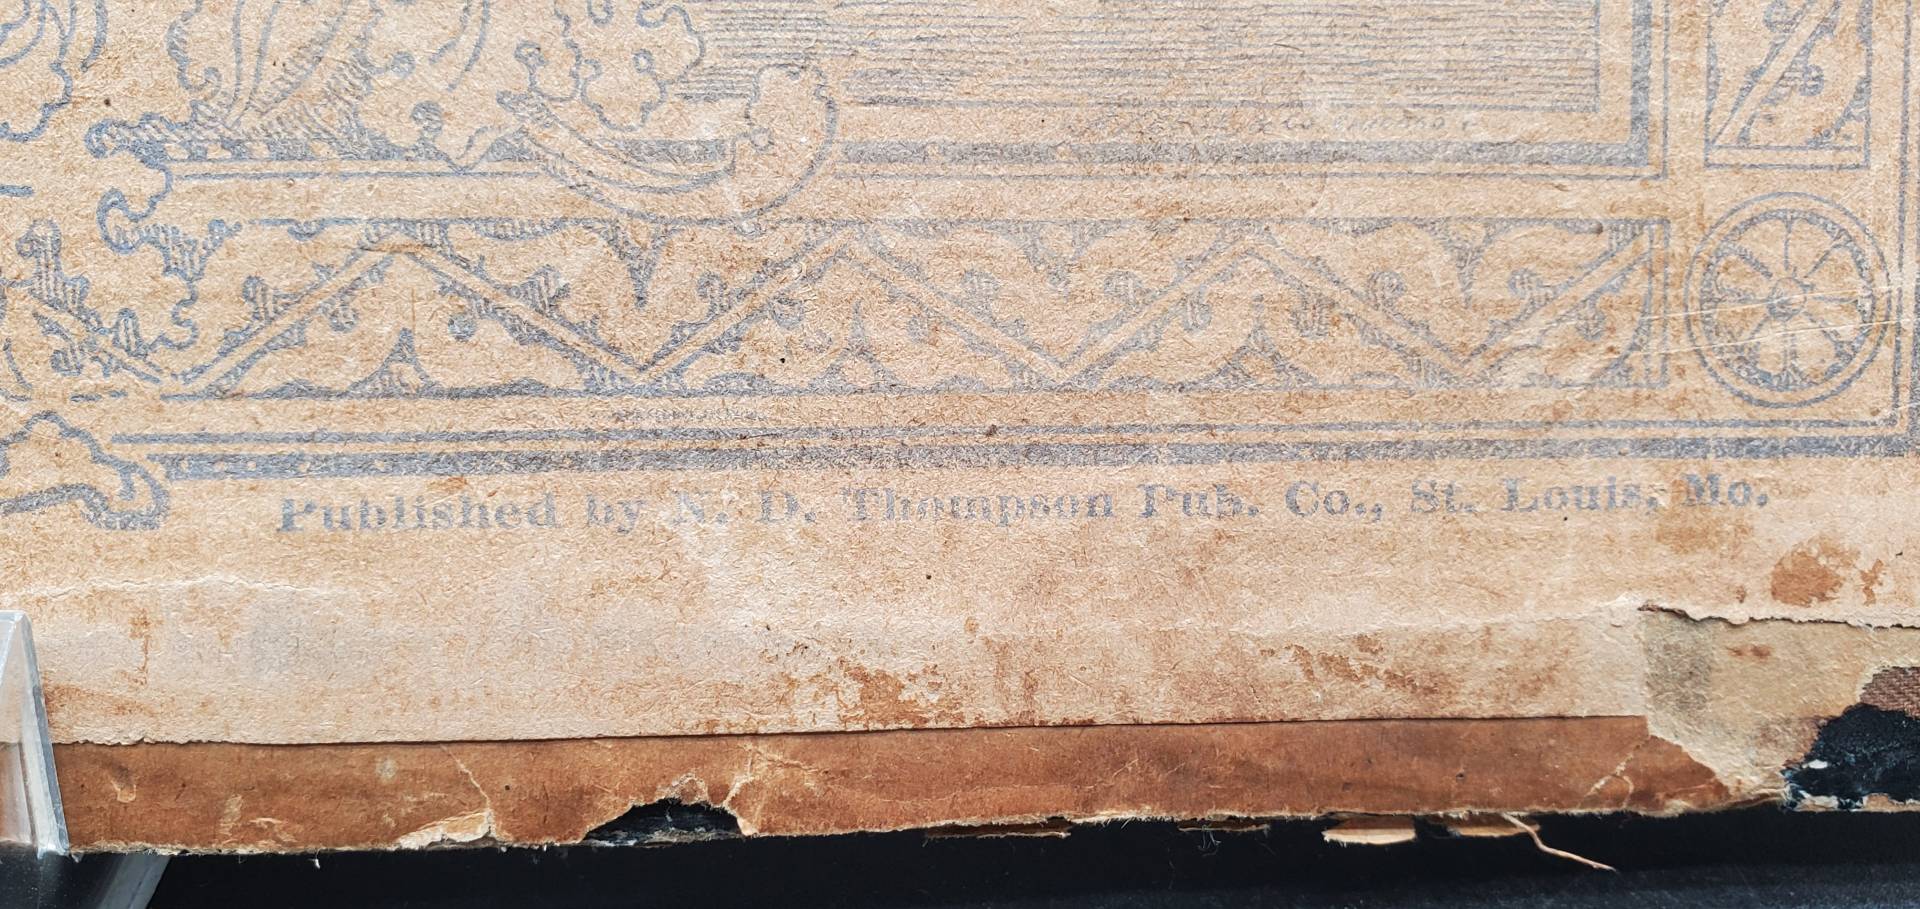 Published by N. D. Thompson Pub. Co., St. Louis, Mo.